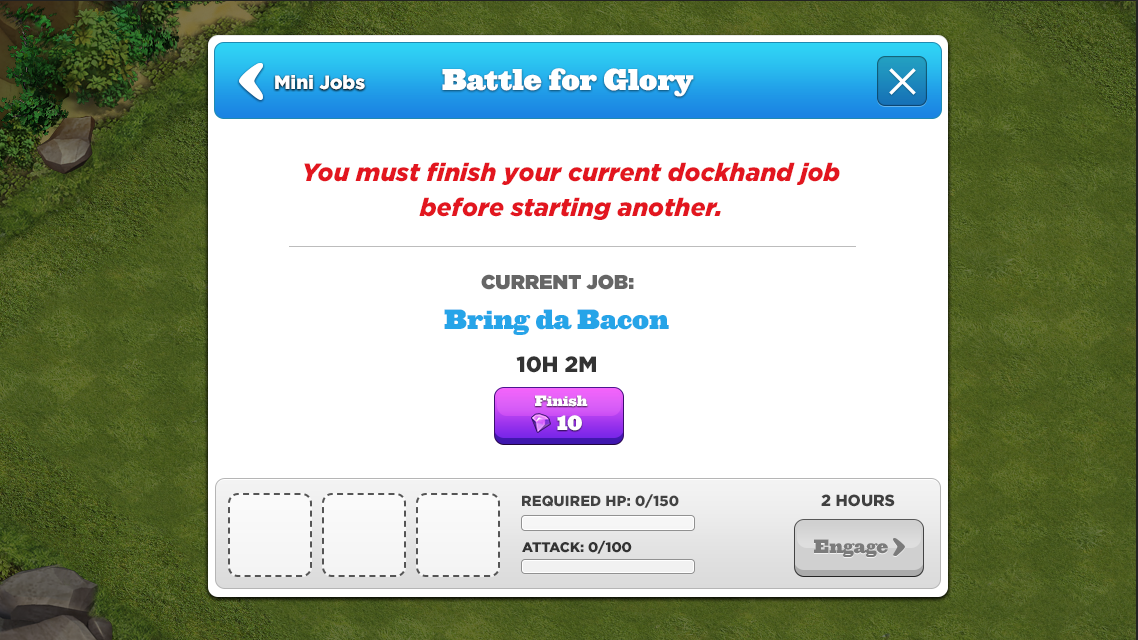 Mini Jobs
Battle for Glory
You must finish your current dockhand job
before starting another.
CURRENT JOB:
Bring da Bacon
10H 2M
Finish
10
REQUIRED HP: 0/150
ATTACK: 0/100
2 HOURS
Engage